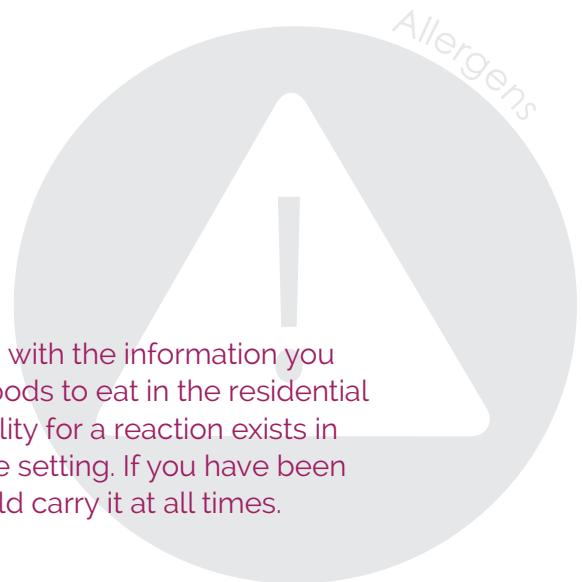 Allergens
with the information you
oods to eat in the residential
lity for a reaction exists in
e setting. If you have been
ld carry it at all times.